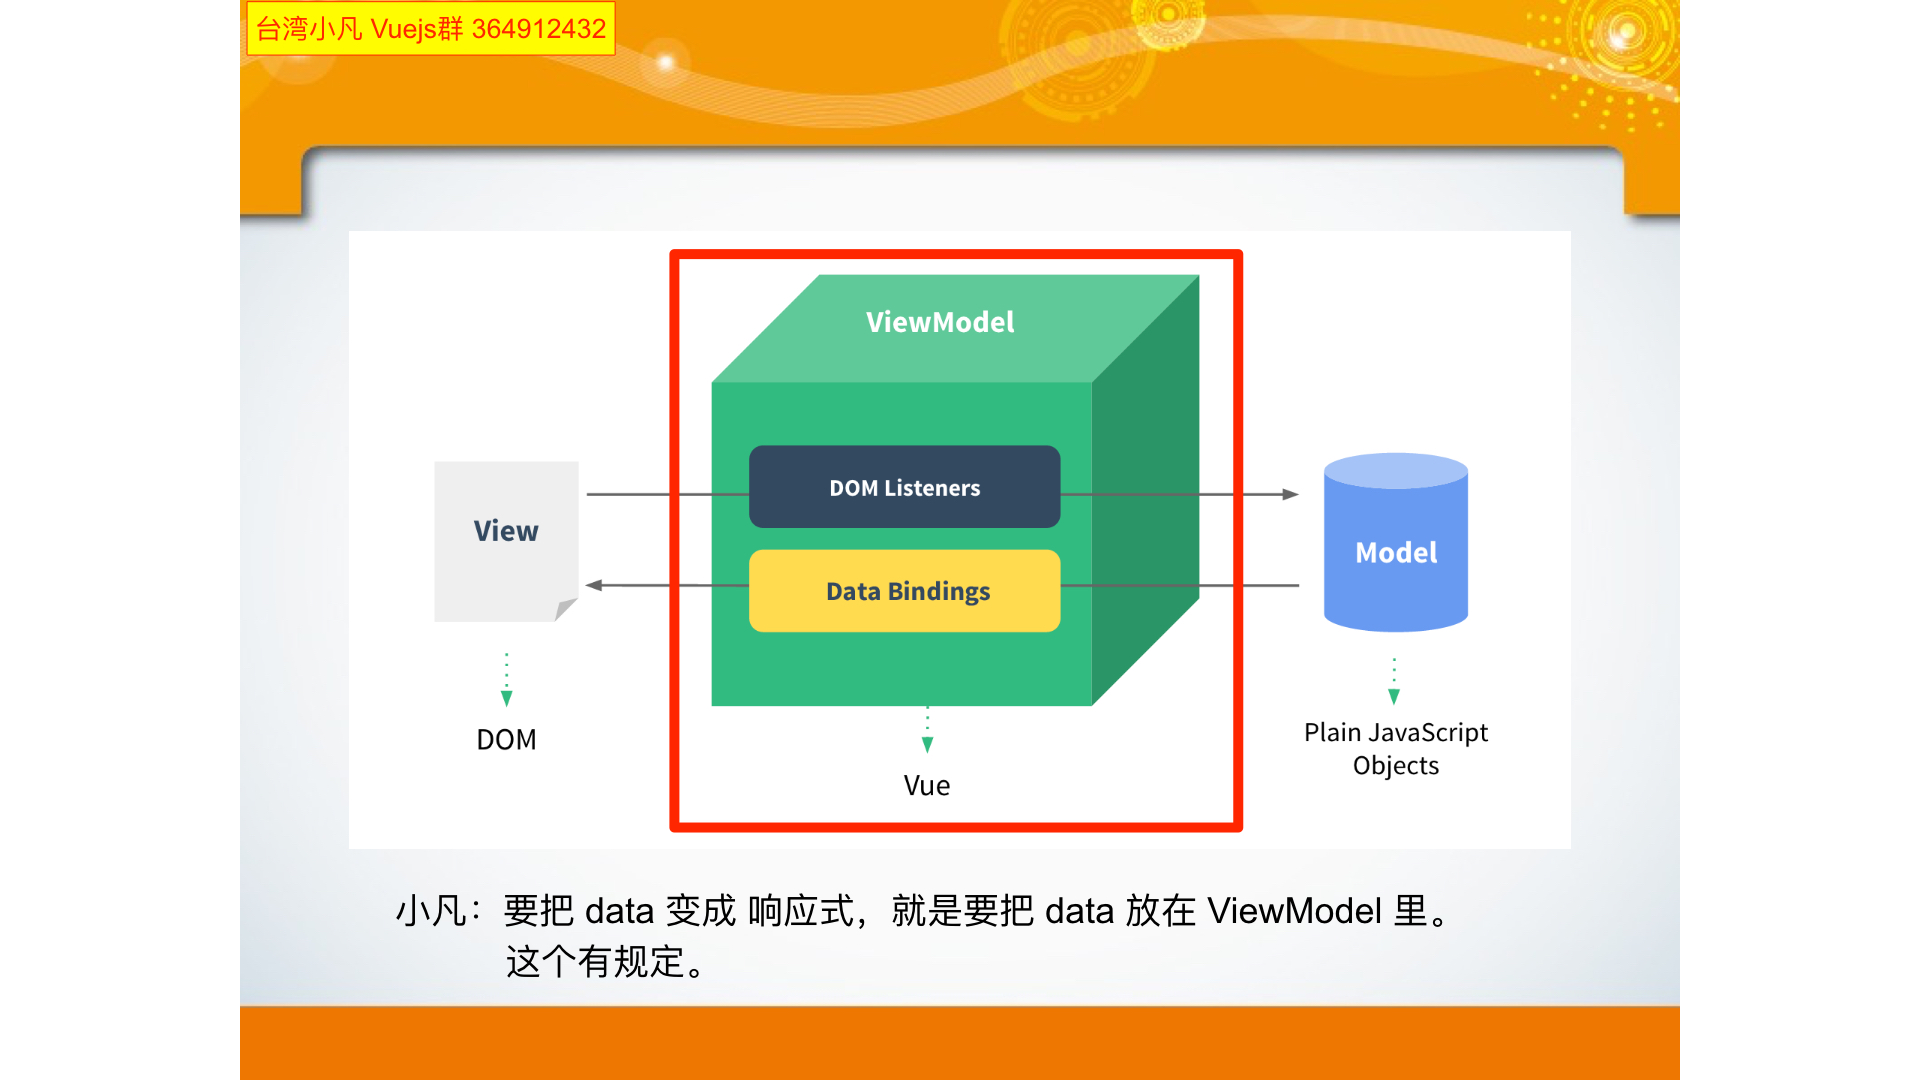 台湾小凡 Vuejs群 364912432
ViewModel
DOM Listeners
View
Data Bindings
Model
DOM
Vue
Plain JavaScript
Objects
小凡：要把 data 变成 响应式，就是要把 data 放在 ViewModel 里。
这个有规定。